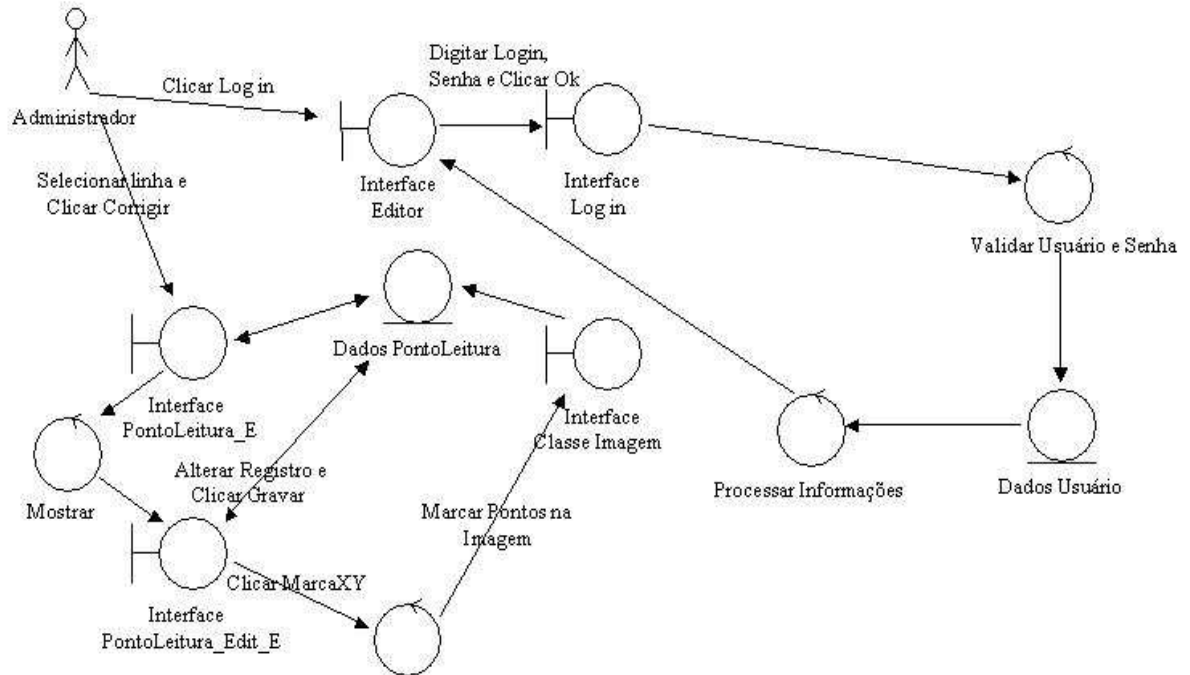 Administrador
Clicar Log in
Digitar Login,
Senha e Clicar Ok
Interface
Editor
Interface
Log in
Validar Usuário e Senha
Selecionar linha e
Clicar Corrigir
Dados PontoLeitura
Interface
PontoLeitura_E
Interface
Classe Imagem
Alterar Registro e
Clicar Gravar
Mostrar
Processar Informações
Dados Usuário
Marcar Pontos na
Imagem
Clicar MarcaXY
Interface
PontoLeitura_Edit_E